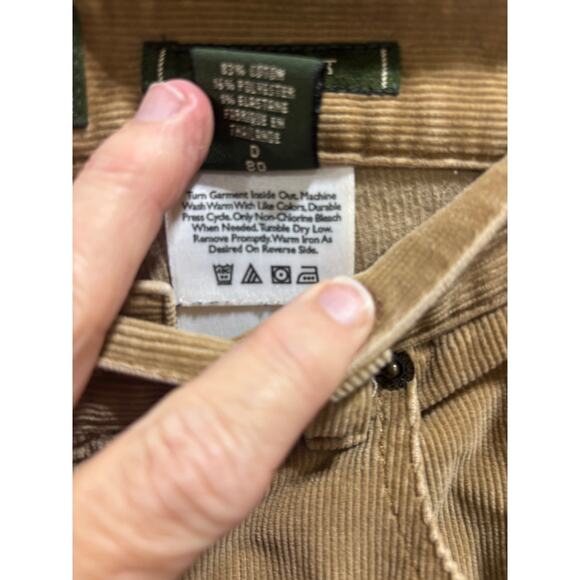 T
83% COTON
16% POLYESTER
1% ELASTANE
FABRIQUE EN
THAILANDE
D
80
Turn Garment Inside Out, Machine
Wash Warm With Like Colors, Durable
Press Cycle. Only Non-Chlorine Bleach
When Needed. Tumble Dry Low.
Remove Promptly. Warm Iron As
Desired On Reverse Side.